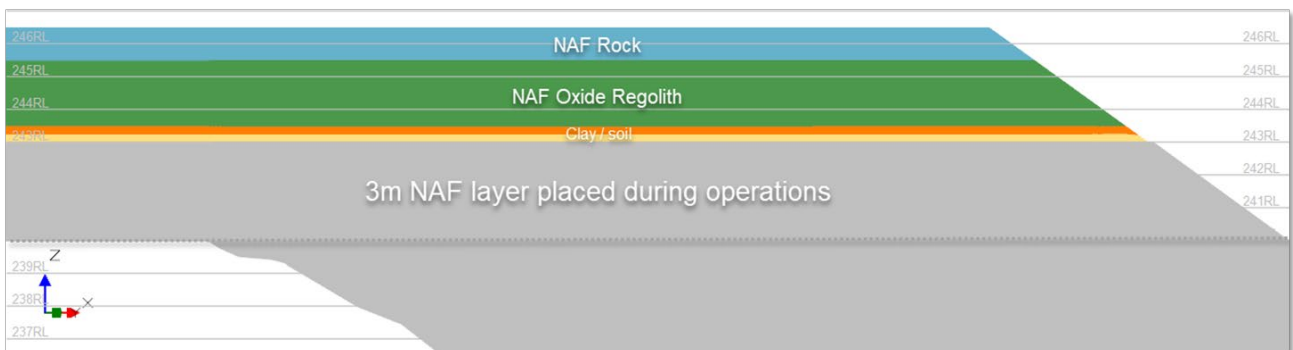 246RL
NAF Rock
246RL
245RL
245RL
244RL
NAF Oxide Regolith
244RL
243RL
Clay / soil
243RL
242RL
3m NAF layer placed during operations
241RL
Z
239RL
X
238RL
237RL